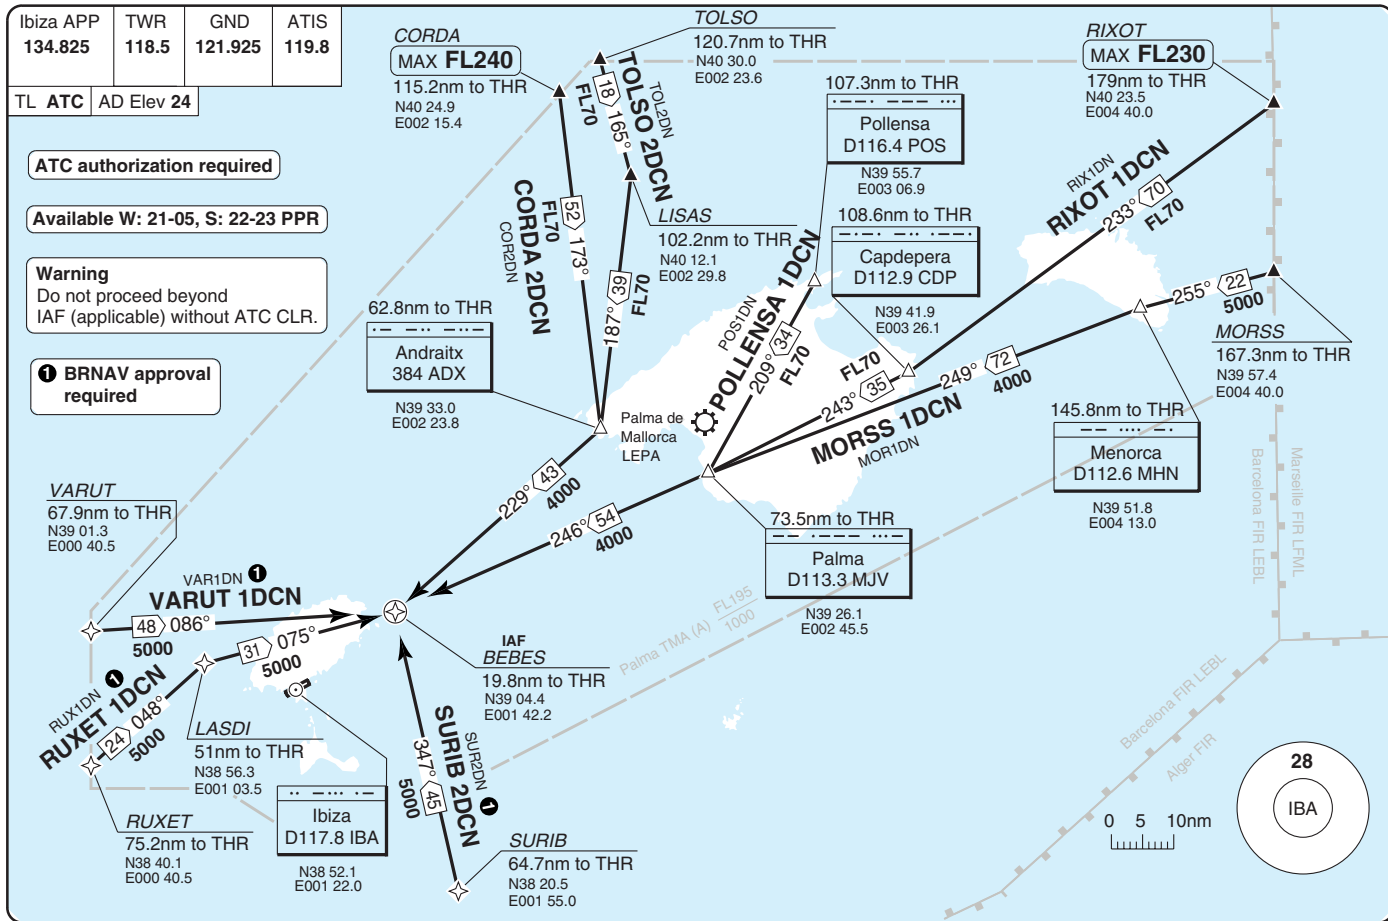 Ibiza APP
134.825
TWR
118.5
GND
121.925
ATIS
119.8
TL ATC
AD Elev 24
ATC authorization required
Available W: 21-05, S: 22-23 PPR
Warning
Do not proceed beyond
IAF (applicable) without ATC CLR.
1 BRNAV approval
required
CORDA
MAX FL240
115.2nm to THR
N40 24.9
E002 15.4
TOLSO
120.7nm to THR
N40 30.0
E002 23.6
RIXOT
MAX FL230
179nm to THR
N40 23.5
E004 40.0
107.3nm to THR
Pollensa
D116.4 POS
N39 55.7
E003 06.9
108.6nm to THR
Capdepera
D112.9 CDP
N39 41.9
E003 26.1
18 165°
FL70
TOLSO 2DCN
TOL2DN
LISAS
102.2nm to THR
N40 12.1
E002 29.8
52 173°
FL70
CORDA 2DCN
COR2DN
187° 39
FL70
RIX1DN
RIXOT 1DCN
233° 70
FL70
255° 22
5000
MORSS
167.3nm to THR
N39 57.4
E004 40.0
62.8nm to THR
Andraitx
384 ADX
N39 33.0
E002 23.8
POS1DN
POLLENSA 1DCN
209° 34
FL70
FL70
243° 35
249° 72
4000
MORSS 1DCN
MOR1DN
Palma de
Mallorca
LEPA
145.8nm to THR
Menorca
D112.6 MHN
N39 51.8
E004 13.0
Barcelona FIR LEBL
Marseille FIR LFML
229° 43
4000
246° 54
4000
73.5nm to THR
Palma
D113.3 MJV
N39 26.1
E002 45.5
VARUT
67.9nm to THR
N39 01.3
E000 40.5
VAR1DN 1
VARUT 1DCN
48 086°
5000
31 075°
5000
IAF
BEBES
19.8nm to THR
N39 04.4
E001 42.2
Palma TMA (A) FL195
1000
RUX1DN 1
RUXET 1DCN
24 048°
5000
LASDI
51nm to THR
N38 56.3
E001 03.5
RUXET
75.2nm to THR
N38 40.1
E000 40.5
Ibiza
D117.8 IBA
N38 52.1
E001 22.0
347° 45
5000
SURIB 2DCN
SUR2DN 1
SURIB
64.7nm to THR
N38 20.5
E001 55.0
Barcelona FIR LEBL
Alger FIR
0 5 10nm
28
IBA